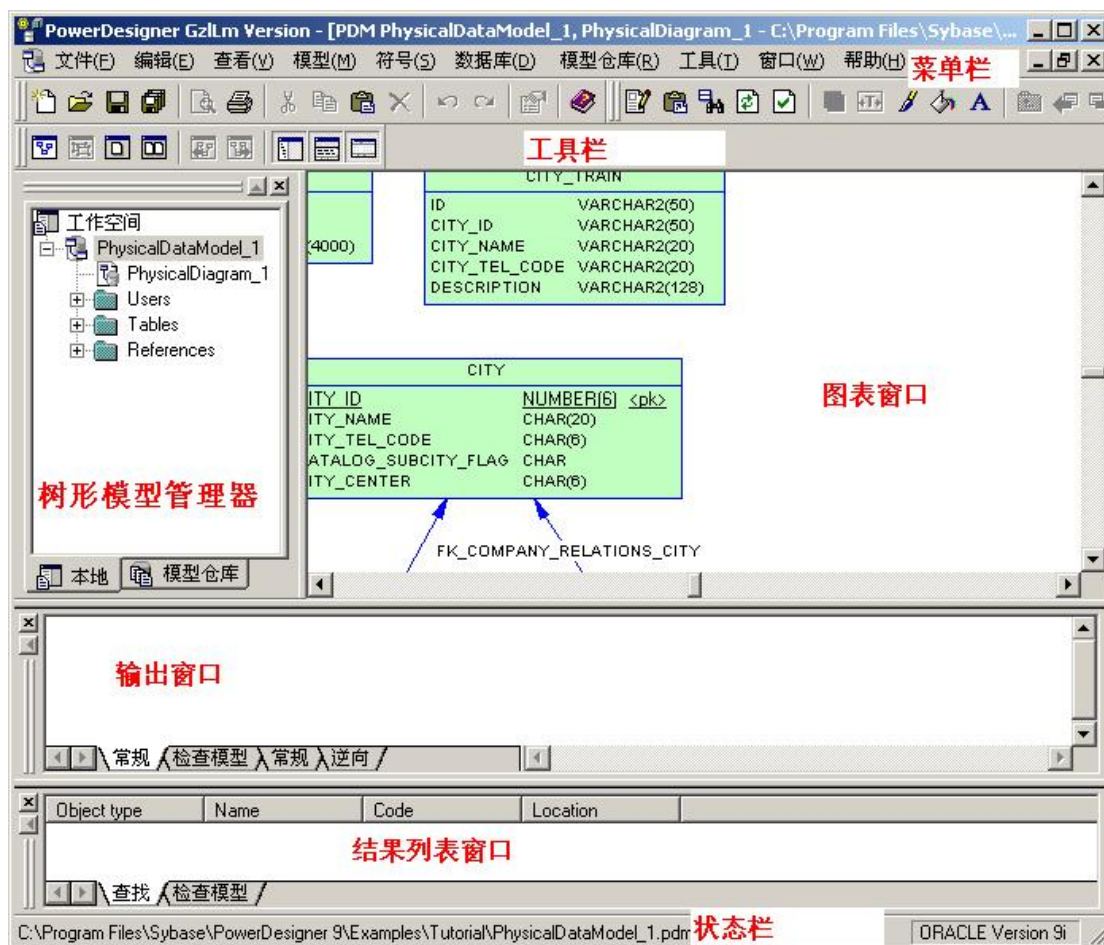 PowerDesigner GzlLm Version - [PDM PhysicalDataModel_1, PhysicalDiagram_1 - C:\Program Files\Sybase\...
文件(F) 编辑(E) 查看(V) 模型(M) 符号(S) 数据库(D) 模型仓库(R) 工具(T) 窗口(W) 帮助(H) 菜单栏
工具栏
工作空间
PhysicalDataModel_1
PhysicalDiagram_1
Users
Tables
References
树形模型管理器
本地 模型仓库
(4000)
CITY_TRAIN
ID VARCHAR2(50)
CITY_ID VARCHAR2(50)
CITY_NAME VARCHAR2(20)
CITY_TEL_CODE VARCHAR2(20)
DESCRIPTION VARCHAR2(128)
CITY
ITY_ID NUMBER(6) <pk>
ITY_NAME CHAR(20)
ITY_TEL_CODE CHAR(6)
ATALOG_SUBCITY_FLAG CHAR
ITY_CENTER CHAR(6)
FK_COMPANY_RELATIONS_CITY
图表窗口
输出窗口
常规 检查模型 常规 逆向
Object type Name Code Location
结果列表窗口
查找 检查模型
C:\Program Files\Sybase\PowerDesigner 9\Examples\Tutorial\PhysicalDataModel_1.pdm 状态栏 ORACLE Version 9i